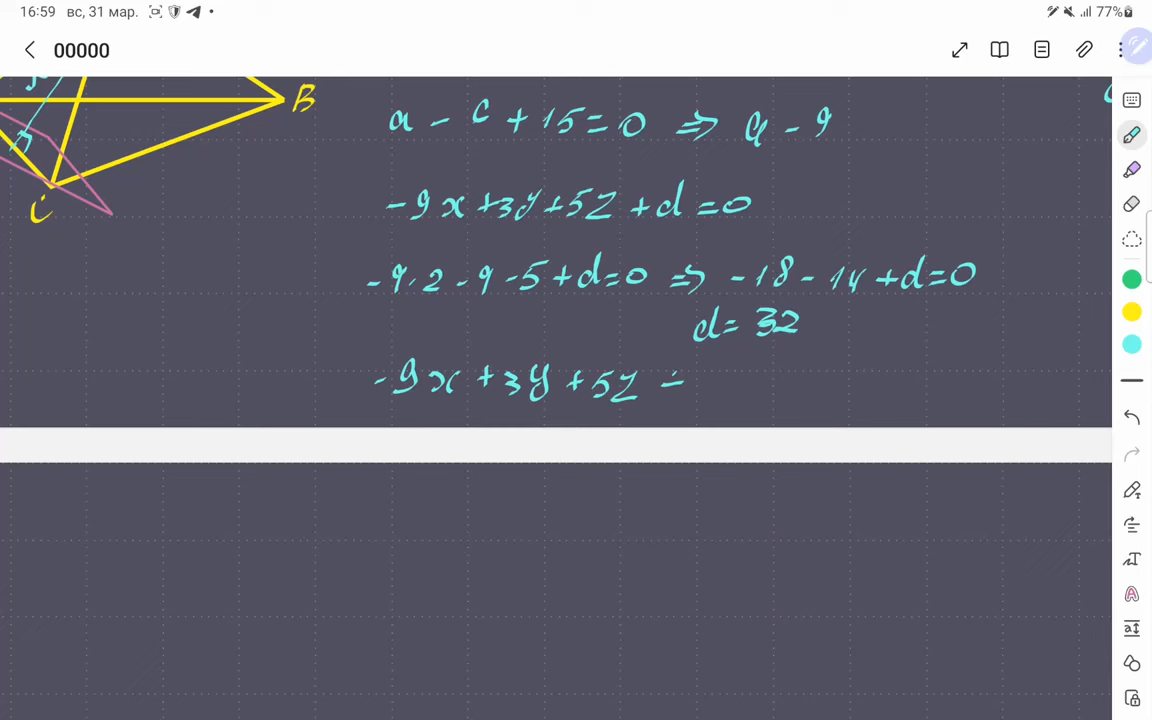 16:59 вс, 31 мар.
77%
00000
B
C
a - c + 15 = 0 => a - 9
-9x + 3y + 5z + d = 0
-9·2 - 9 - 5 + d = 0 => -18 - 14 + d = 0
d = 32
-9x + 3y + 5z =